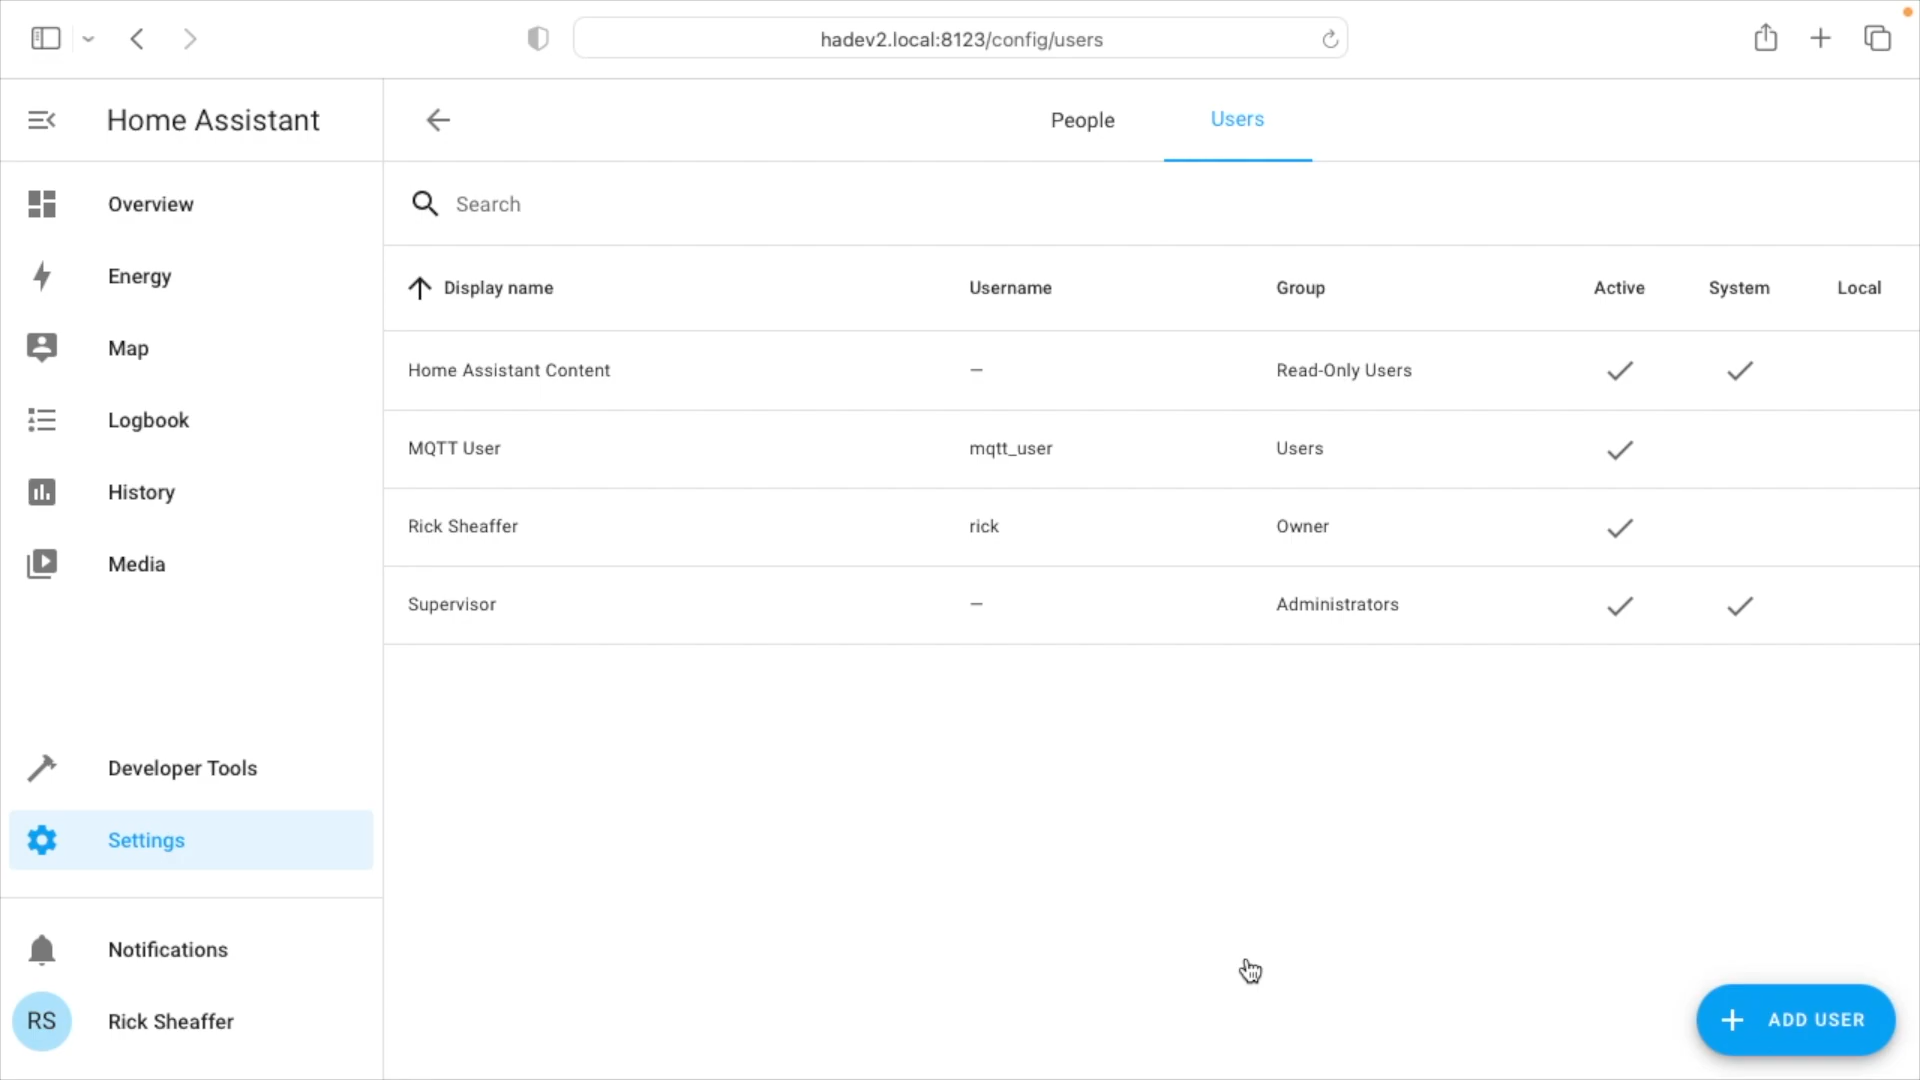 hadev2.local:8123/config/users
Home Assistant
People
Users
Overview
Energy
Map
Logbook
History
Media
Developer Tools
Settings
Notifications
RS
Rick Sheaffer
Search
Display name Username Group Active System Local
Home Assistant Content – Read-Only Users
MQTT User mqtt_user Users
Rick Sheaffer rick Owner
Supervisor – Administrators
ADD USER